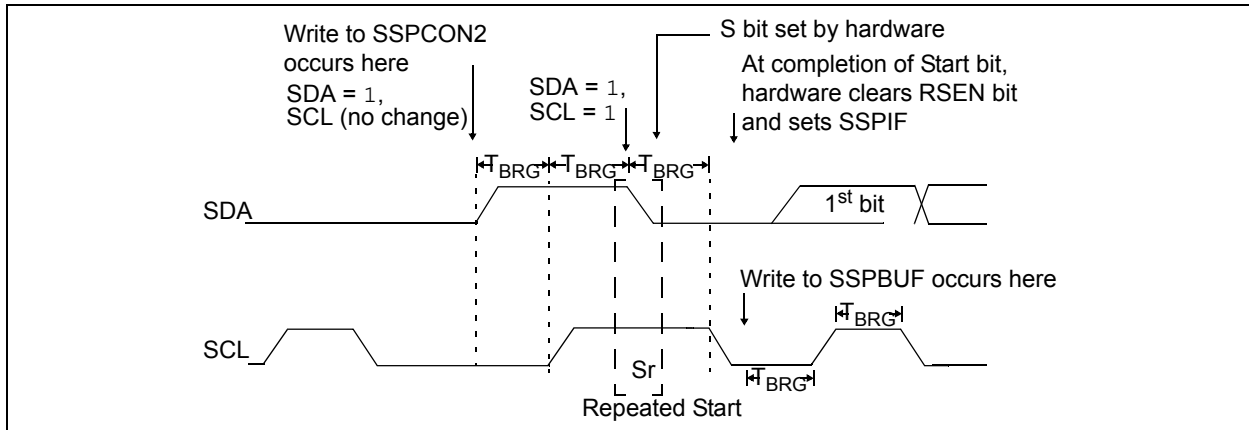 Write to SSPCON2
occurs here
SDA = 1,
SCL (no change)
SDA = 1,
SCL = 1
S bit set by hardware
At completion of Start bit,
hardware clears RSEN bit
and sets SSPIF
TBRG TBRG TBRG
SDA
1st bit
Write to SSPBUF occurs here
TBRG
SCL
Sr
TBRG
Repeated Start